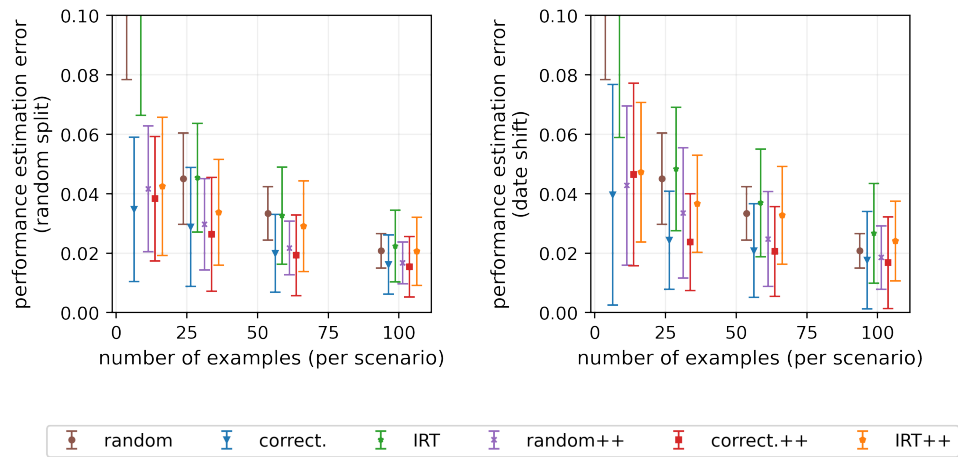 performance estimation error
(random split)
0.10
0.08
0.06
0.04
0.02
0.00
0 25 50 75 100
number of examples (per scenario)
performance estimation error
(date shift)
0.10
0.08
0.06
0.04
0.02
0.00
0 25 50 75 100
number of examples (per scenario)
random correct. IRT random++ correct.++ IRT++